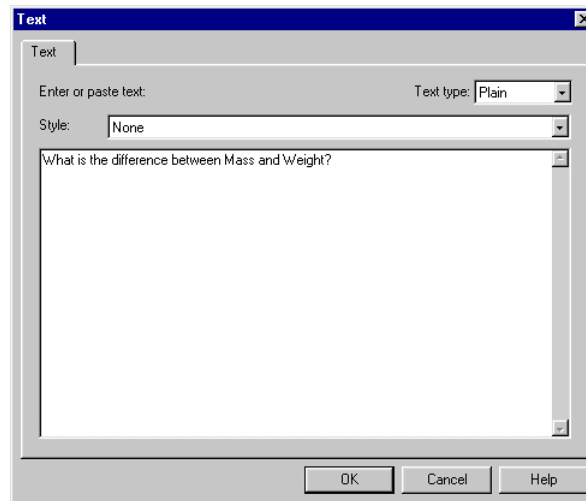 Text
Text
Enter or paste text: Text type: Plain
Style: None
What is the difference between Mass and Weight?
OK Cancel Help